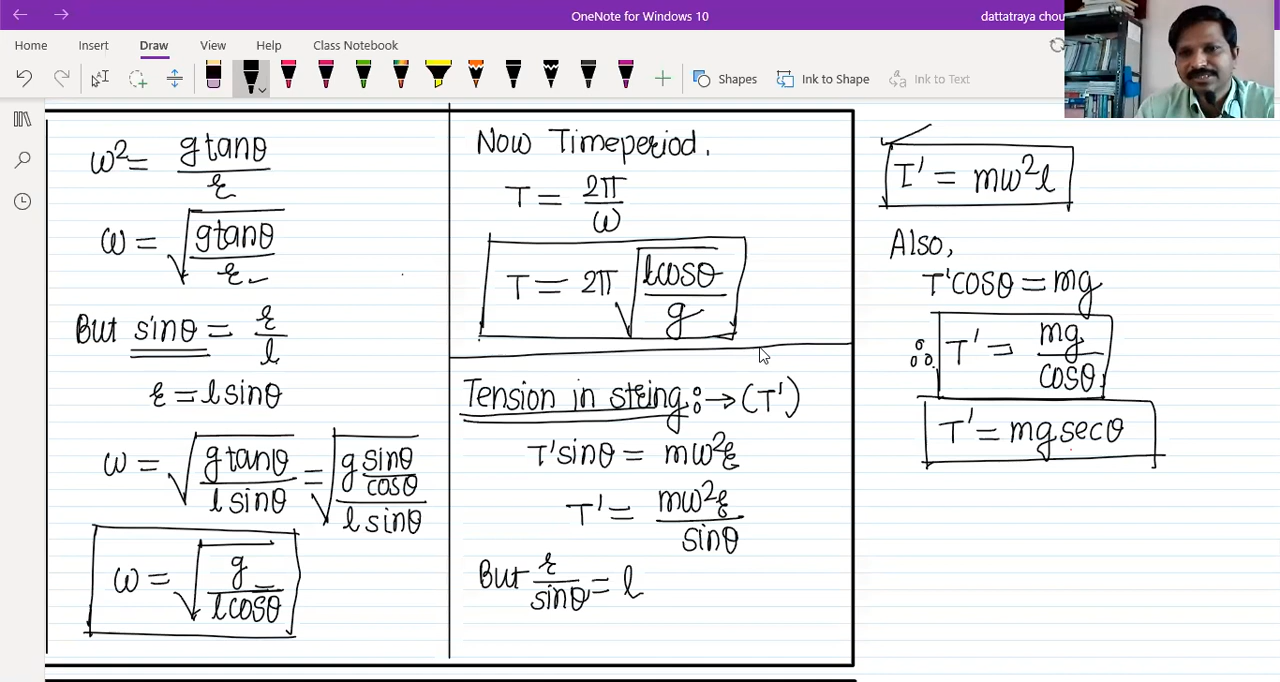 OneNote for Windows 10
dattatraya chou
Home Insert Draw View Help Class Notebook
Shapes Ink to Shape Ink to Text
ω² = g tanθ / r
ω = √(g tanθ / r)
But sinθ = r / l
r = l sinθ
ω = √(g tanθ / l sinθ) = √(g sinθ/cosθ / l sinθ)
ω = √(g / l cosθ)
Now Timeperiod.
T = 2π / ω
T = 2π √(l cosθ / g)
Tension in string :→ (T')
T' sinθ = mω²r
T' = mω²r / sinθ
But r / sinθ = l
T' = mω²l
Also,
T' cosθ = mg
∴ T' = mg / cosθ
T' = mg secθ